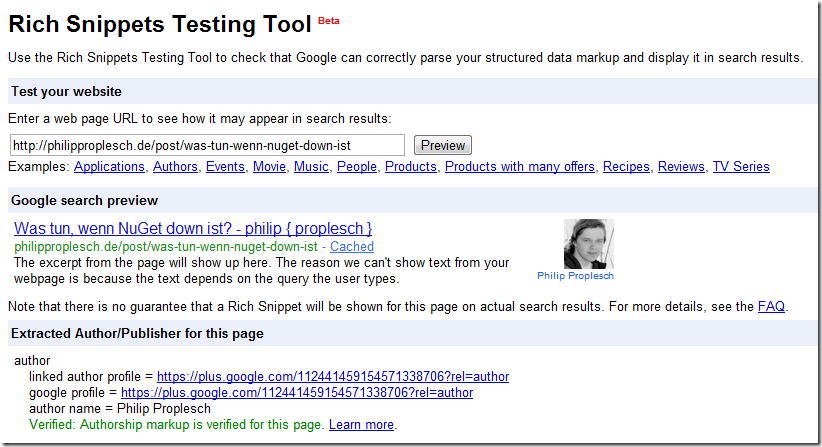 Rich Snippets Testing Tool Beta
Use the Rich Snippets Testing Tool to check that Google can correctly parse your structured data markup and display it in search results.
Test your website
Enter a web page URL to see how it may appear in search results:
http://philipproplesch.de/post/was-tun-wenn-nuget-down-ist Preview
Examples: Applications, Authors, Events, Movie, Music, People, Products, Products with many offers, Recipes, Reviews, TV Series
Google search preview
Was tun, wenn NuGet down ist? - philip { proplesch }
philipproplesch.de/post/was-tun-wenn-nuget-down-ist - Cached
The excerpt from the page will show up here. The reason we can't show text from your
webpage is because the text depends on the query the user types.
Philip Proplesch
Note that there is no guarantee that a Rich Snippet will be shown for this page on actual search results. For more details, see the FAQ.
Extracted Author/Publisher for this page
author
linked author profile = https://plus.google.com/112441459154571338706?rel=author
google profile = https://plus.google.com/112441459154571338706?rel=author
author name = Philip Proplesch
Verified: Authorship markup is verified for this page. Learn more.